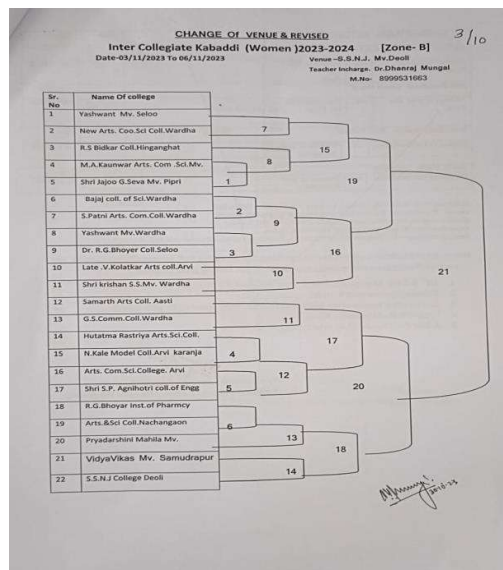 3/10
CHANGE Of VENUE & REVISED
Inter Collegiate Kabaddi (Women )2023-2024 [Zone- B]
Date-03/11/2023 To 06/11/2023
Venue –S.S.N.J. Mv.Deoli
Teacher Incharge. Dr.Dhanraj Mungal
M.No- 8999531663
Sr. No Name Of college
1 Yashwant Mv. Seloo
2 New Arts. Coo.Sci Coll.Wardha
3 R.S Bidkar Coll.Hinganghat
4 M.A.Kaunwar Arts. Com .Sci.Mv.
5 Shri Jajoo G.Seva Mv. Pipri
6 Bajaj coll. of Sci.Wardha
7 S.Patni Arts. Com.Coll.Wardha
8 Yashwant Mv.Wardha
9 Dr. R.G.Bhoyer Coll.Seloo
10 Late .V.Kolatkar Arts coll.Arvi
11 Shri krishan S.S.Mv. Wardha
12 Samarth Arts Coll. Aasti
13 G.S.Comm.Coll.Wardha
14 Hutatma Rastriya Arts.Sci.Coll.
15 N.Kale Model Coll.Arvi karanja
16 Arts. Com.Sci.College. Arvi
17 Shri S.P. Agnihotri coll.of Engg
18 R.G.Bhoyar Inst.of Pharmcy
19 Arts.&Sci Coll.Nachangaon
20 Pryadarshini Mahila Mv.
21 VidyaVikas Mv. Samudrapur
22 S.S.N.J College Deoli
7
15
8
1
19
2
9
3
16
10
21
11
17
4
12
5
20
6
13
18
14